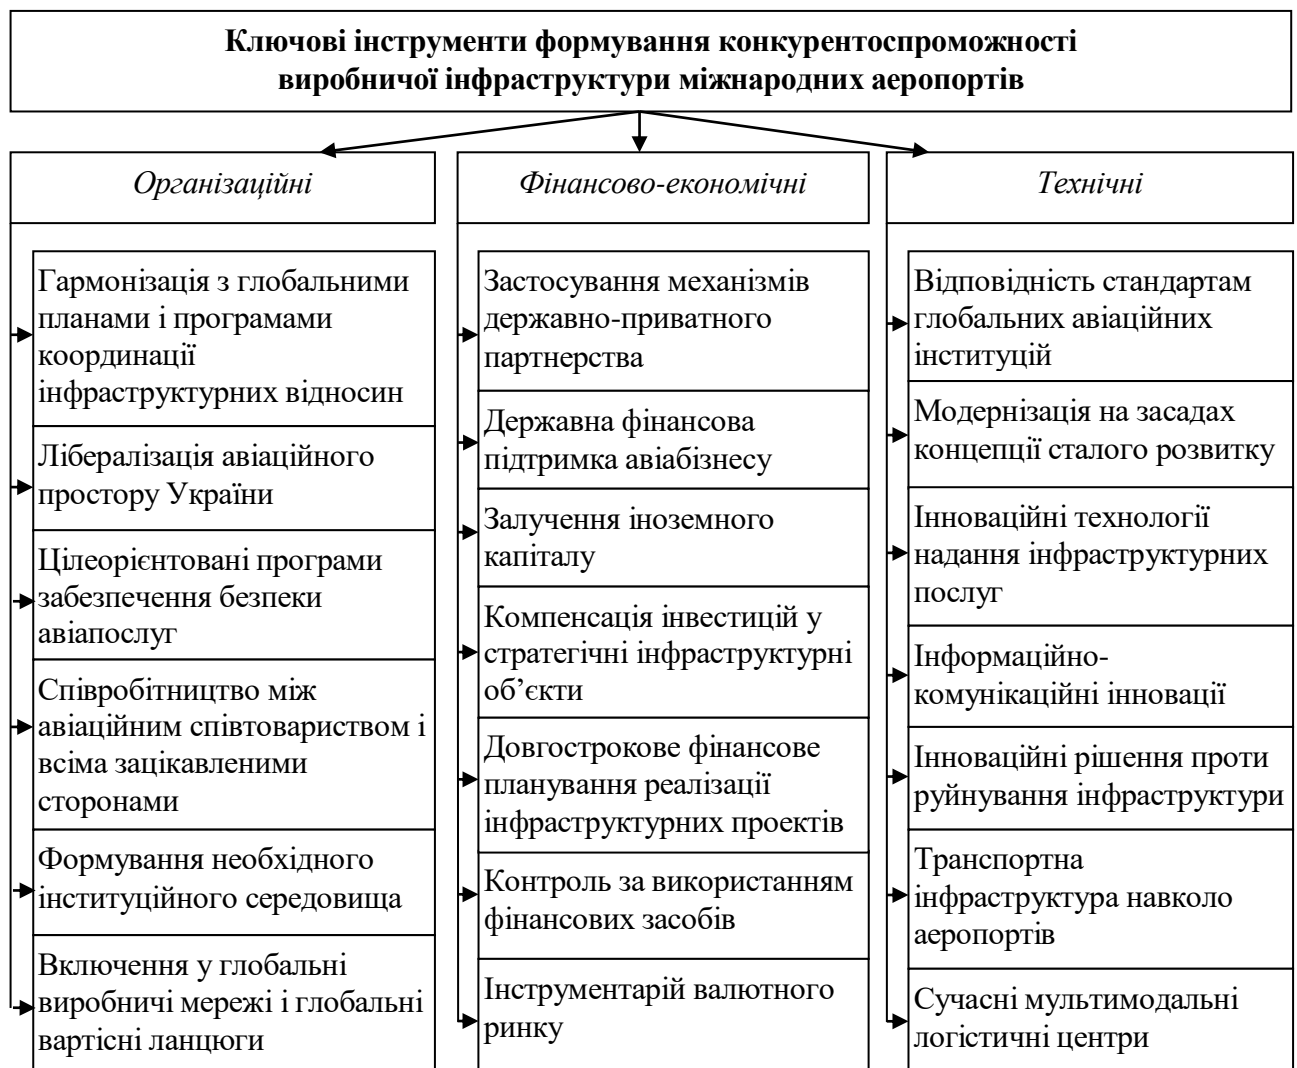 Ключові інструменти формування конкурентоспроможності
виробничої інфраструктури міжнародних аеропортів
Організаційні
Гармонізація з глобальними
планами і програмами
координації
інфраструктурних відносин
Лібералізація авіаційного
простору України
Цілеорієнтовані програми
забезпечення безпеки
авіапослуг
Співробітництво між
авіаційним співтовариством і
всіма зацікавленими
сторонами
Формування необхідного
інституційного середовища
Включення у глобальні
виробничі мережі і глобальні
вартісні ланцюги
Фінансово-економічні
Застосування механізмів
державно-приватного
партнерства
Державна фінансова
підтримка авіабізнесу
Залучення іноземного
капіталу
Компенсація інвестицій у
стратегічні інфраструктурні
об’єкти
Довгострокове фінансове
планування реалізації
інфраструктурних проектів
Контроль за використанням
фінансових засобів
Інструментарій валютного
ринку
Технічні
Відповідність стандартам
глобальних авіаційних
інституцій
Модернізація на засадах
концепції сталого розвитку
Інноваційні технології
надання інфраструктурних
послуг
Інформаційно-
комунікаційні інновації
Інноваційні рішення проти
руйнування інфраструктури
Транспортна
інфраструктура навколо
аеропортів
Сучасні мультимодальні
логістичні центри